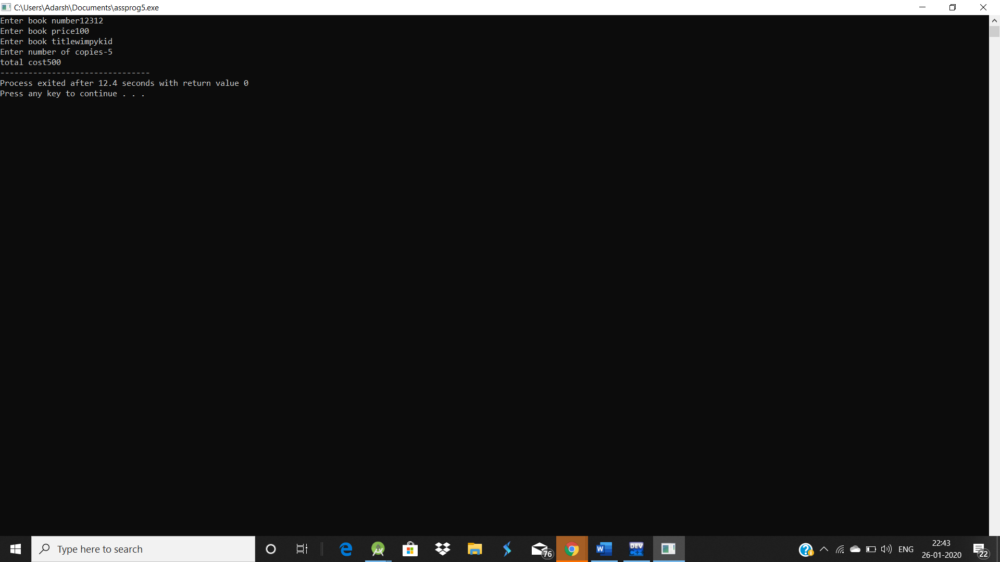 C:\Users\Adarsh\Documents\assprog5.exe
Enter book number12312
Enter book price100
Enter book titlewimpykid
Enter number of copies-5
total cost500
--------------------------------
Process exited after 12.4 seconds with return value 0
Press any key to continue . . .
Type here to search
76
W
DEV
C++
ENG
22:43
26-01-2020
22